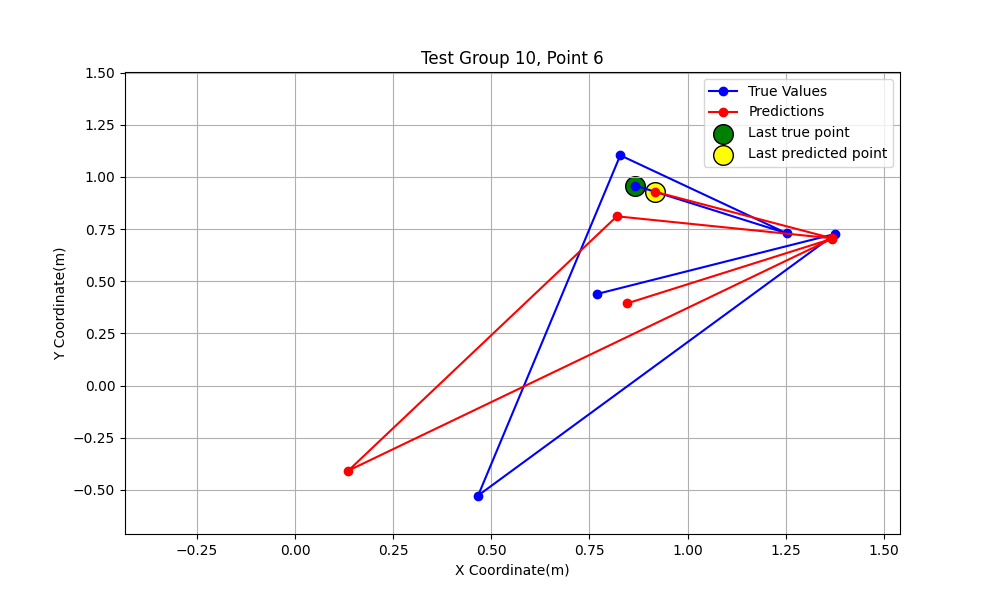 Test Group 10, Point 6
True Values
Predictions
Last true point
Last predicted point
1.50
1.25
1.00
0.75
0.50
0.25
0.00
−0.25
−0.50
Y Coordinate(m)
−0.25 0.00 0.25 0.50 0.75 1.00 1.25 1.50
X Coordinate(m)